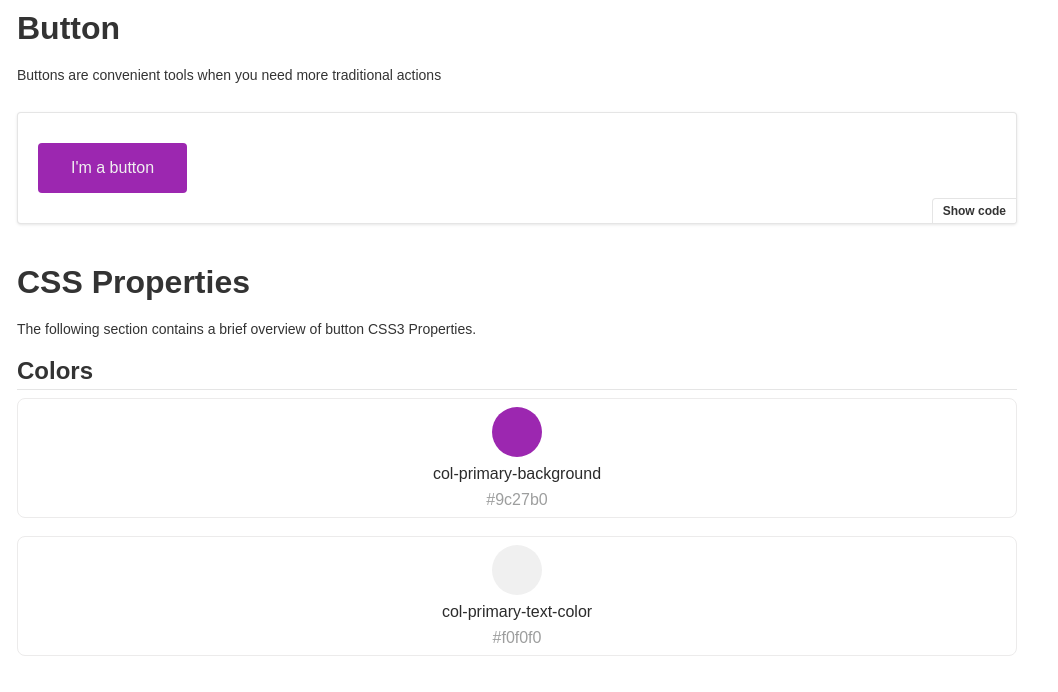 Button
Buttons are convenient tools when you need more traditional actions
I'm a button
Show code
CSS Properties
The following section contains a brief overview of button CSS3 Properties.
Colors
col-primary-background
#9c27b0
col-primary-text-color
#f0f0f0